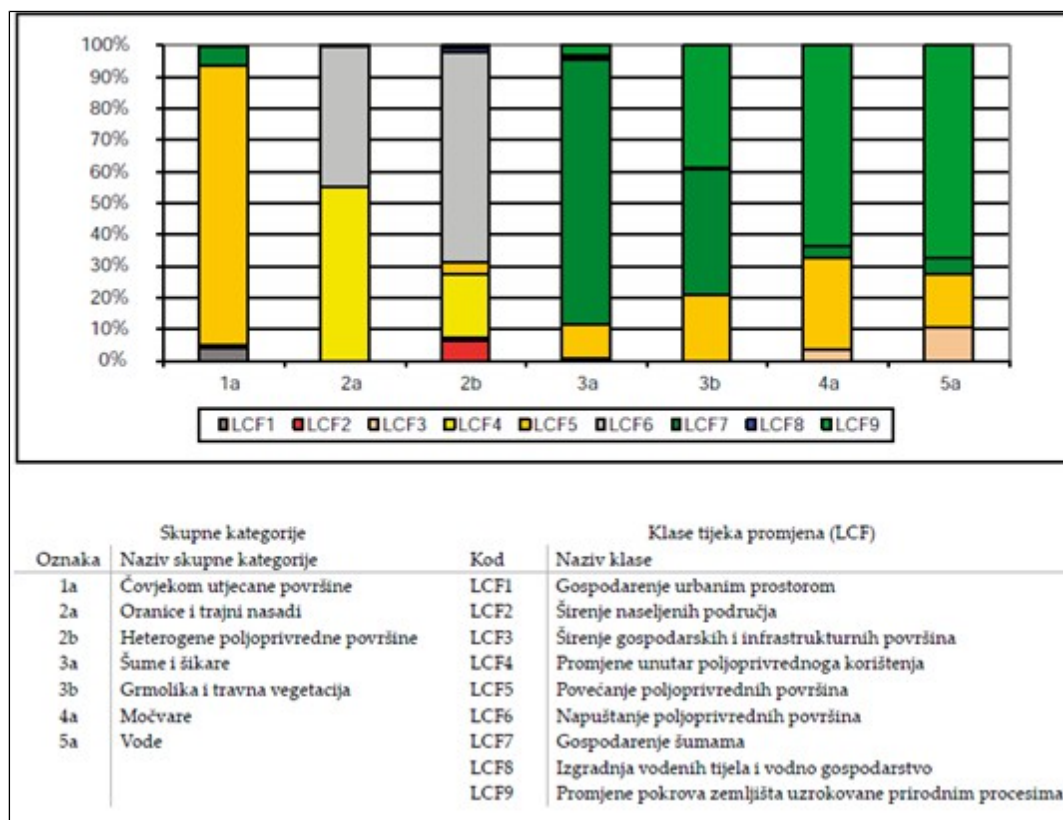 100%
90%
80%
70%
60%
50%
40%
30%
20%
10%
0%
1a 2a 2b 3a 3b 4a 5a
LCF1 LCF2 LCF3 LCF4 LCF5 LCF6 LCF7 LCF8 LCF9
Skupne kategorije Klase tijeka promjena (LCF)
Oznaka Naziv skupne kategorije Kod Naziv klase
1a Čovjekom utjecane površine LCF1 Gospodarenje urbanim prostorom
2a Oranice i trajni nasadi LCF2 Širenje naseljenih područja
2b Heterogene poljoprivredne površine LCF3 Širenje gospodarskih i infrastrukturnih površina
3a Šume i šikare LCF4 Promjene unutar poljoprivrednoga korištenja
3b Grmolika i travna vegetacija LCF5 Povećanje poljoprivrednih površina
4a Močvare LCF6 Napuštanje poljoprivrednih površina
5a Vode LCF7 Gospodarenje šumama
LCF8 Izgradnja vodenih tijela i vodno gospodarstvo
LCF9 Promjene pokrova zemljišta uzrokovane prirodnim procesima